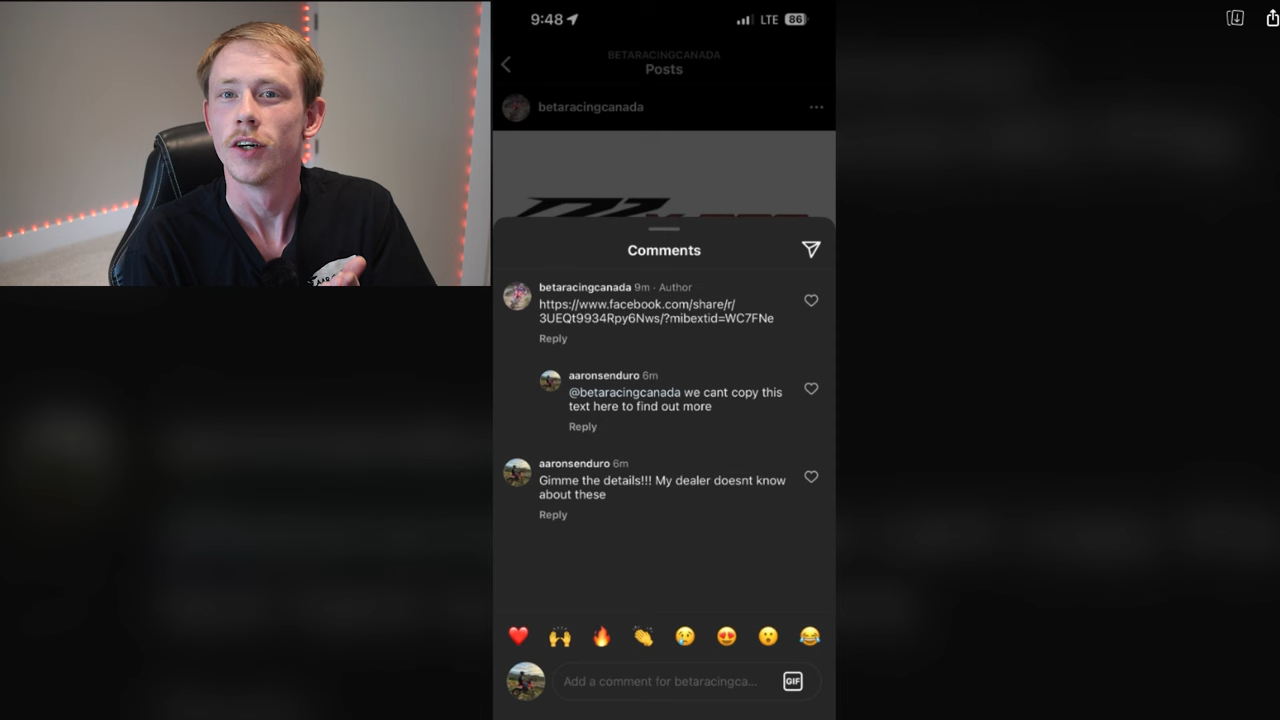 9:48
LTE
86
BETARACINGCANADA
Posts
betaracingcanada
Comments
betaracingcanada 9m · Author
https://www.facebook.com/share/r/
3UEQt9934Rpy6Nws/?mibextid=WC7FNe
Reply
aaronsenduro 6m
@betaracingcanada we cant copy this
text here to find out more
Reply
aaronsenduro 6m
Gimme the details!!! My dealer doesnt know
about these
Reply
Add a comment for betaracingca...
GIF